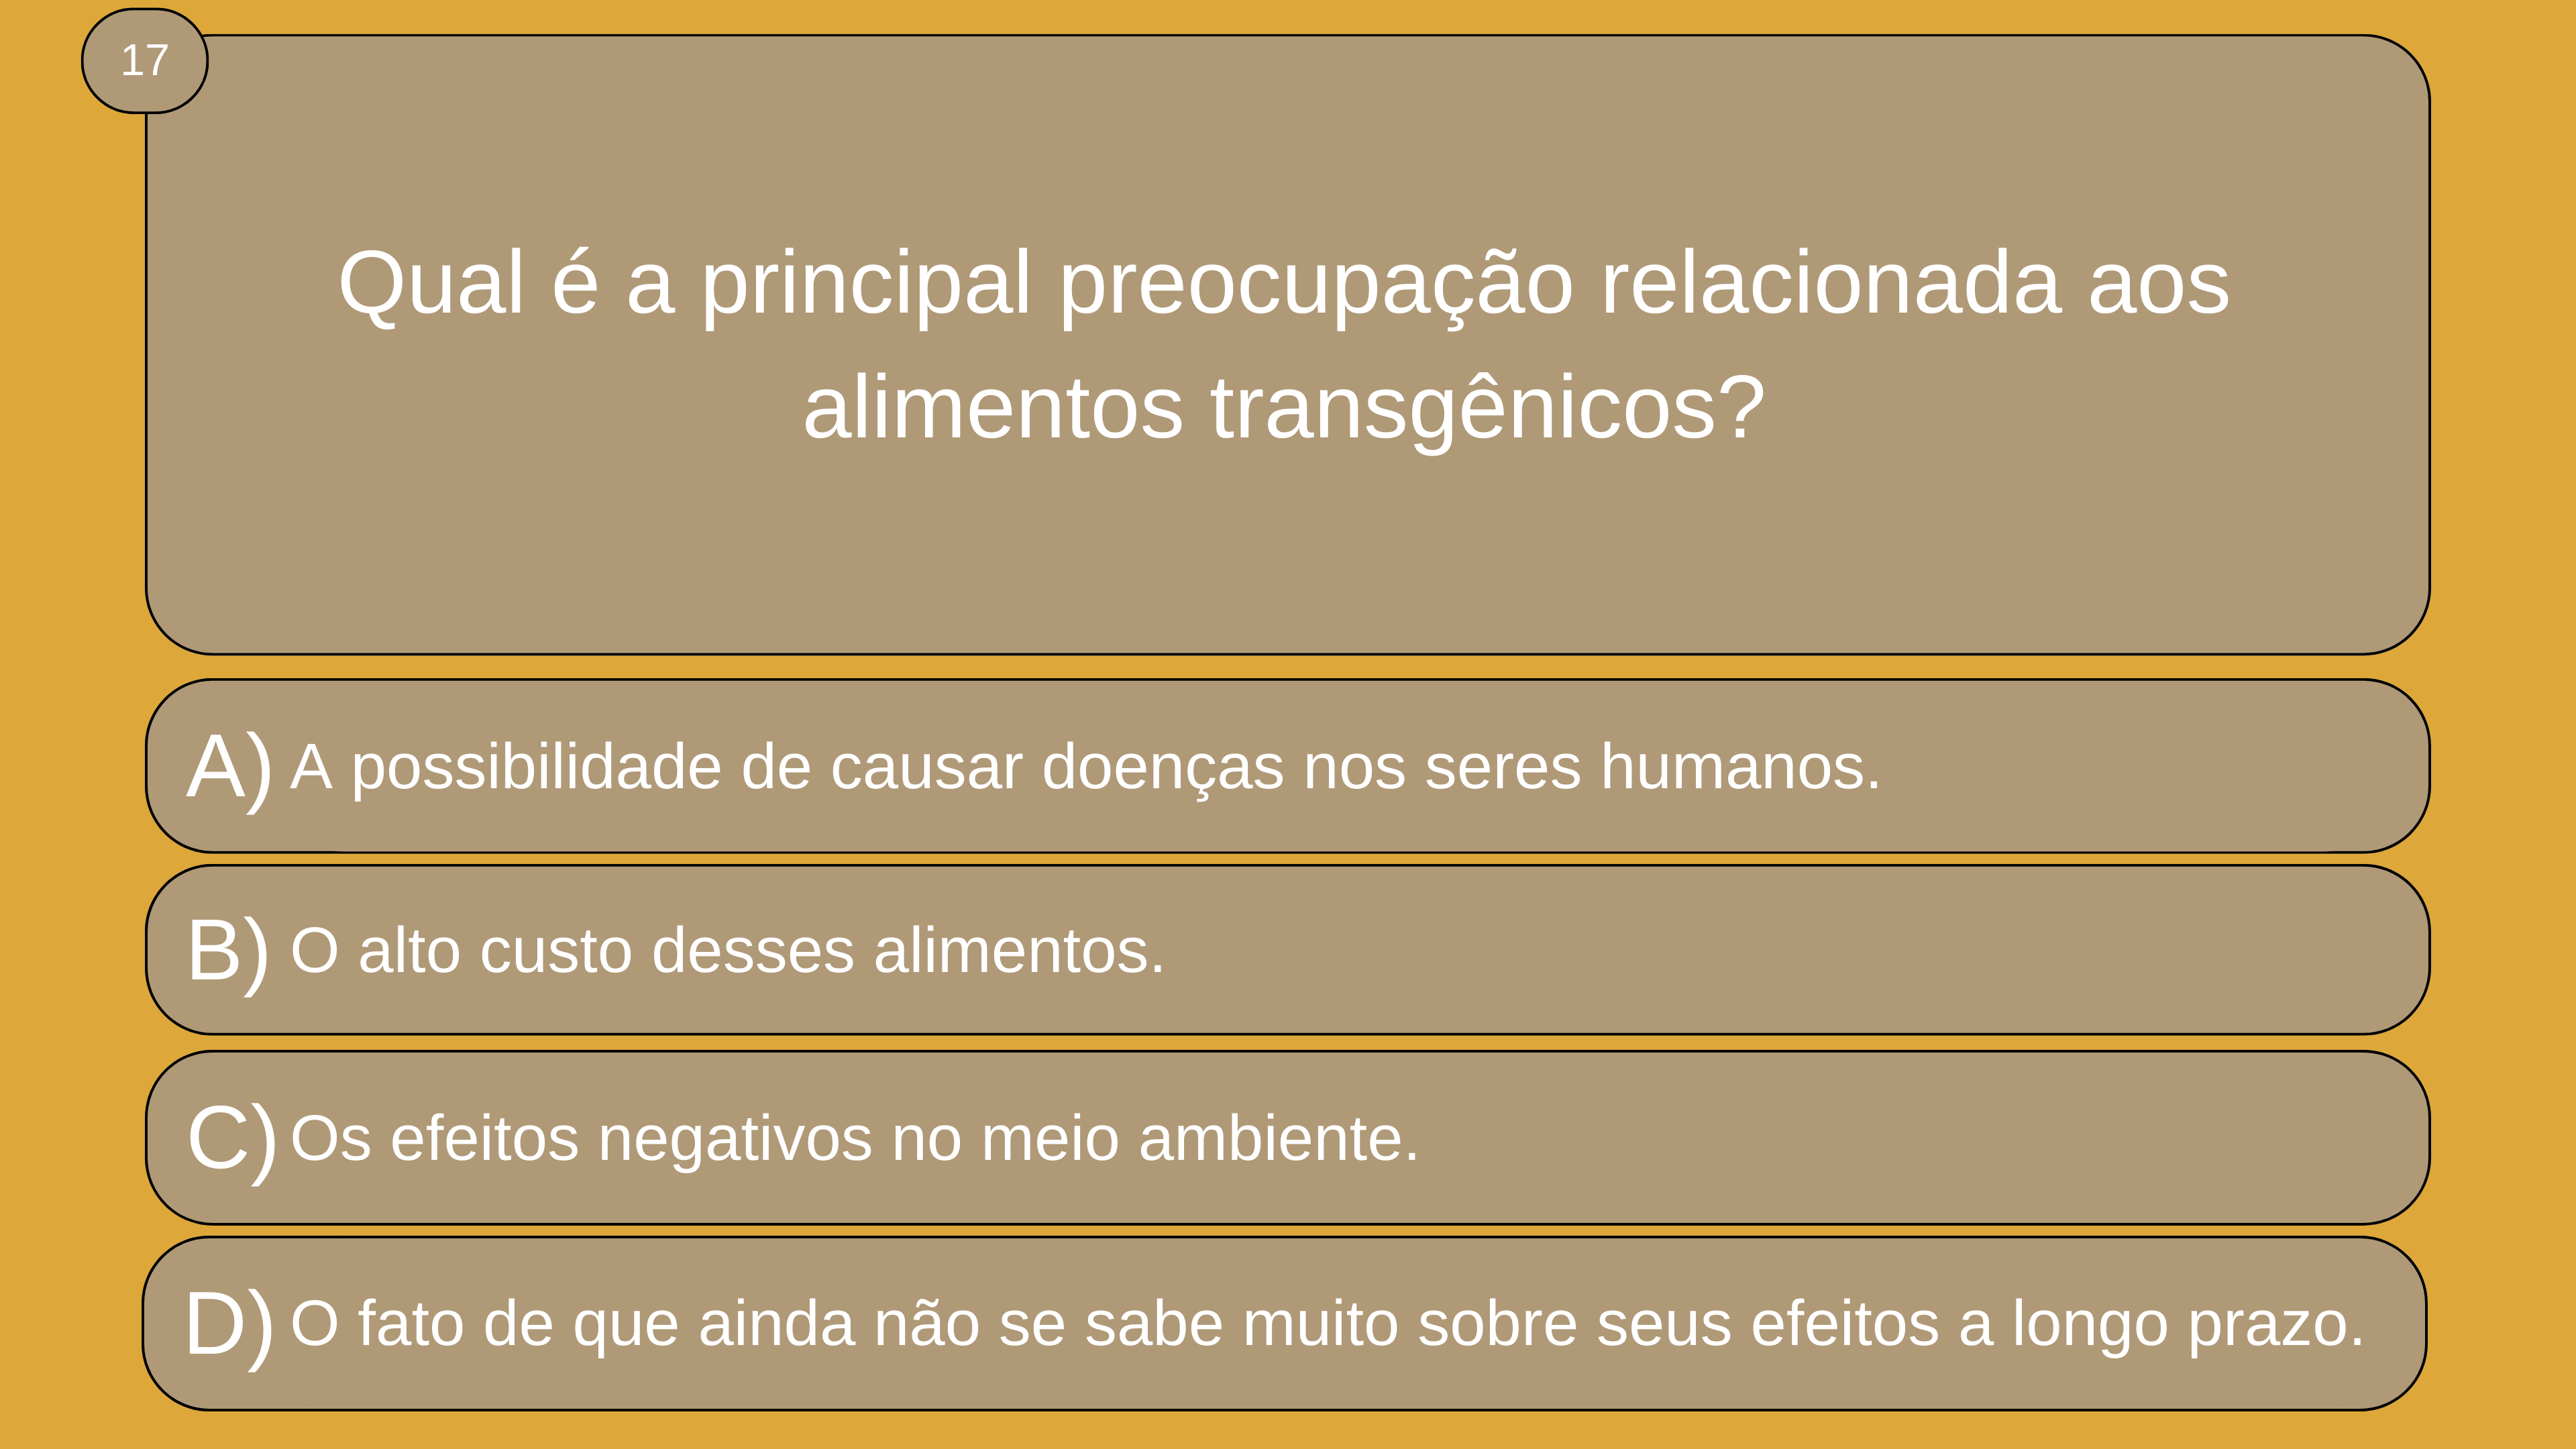 17
Qual é a principal preocupação relacionada aos
alimentos transgênicos?
A) A possibilidade de causar doenças nos seres humanos.
B) O alto custo desses alimentos.
C) Os efeitos negativos no meio ambiente.
D) O fato de que ainda não se sabe muito sobre seus efeitos a longo prazo.